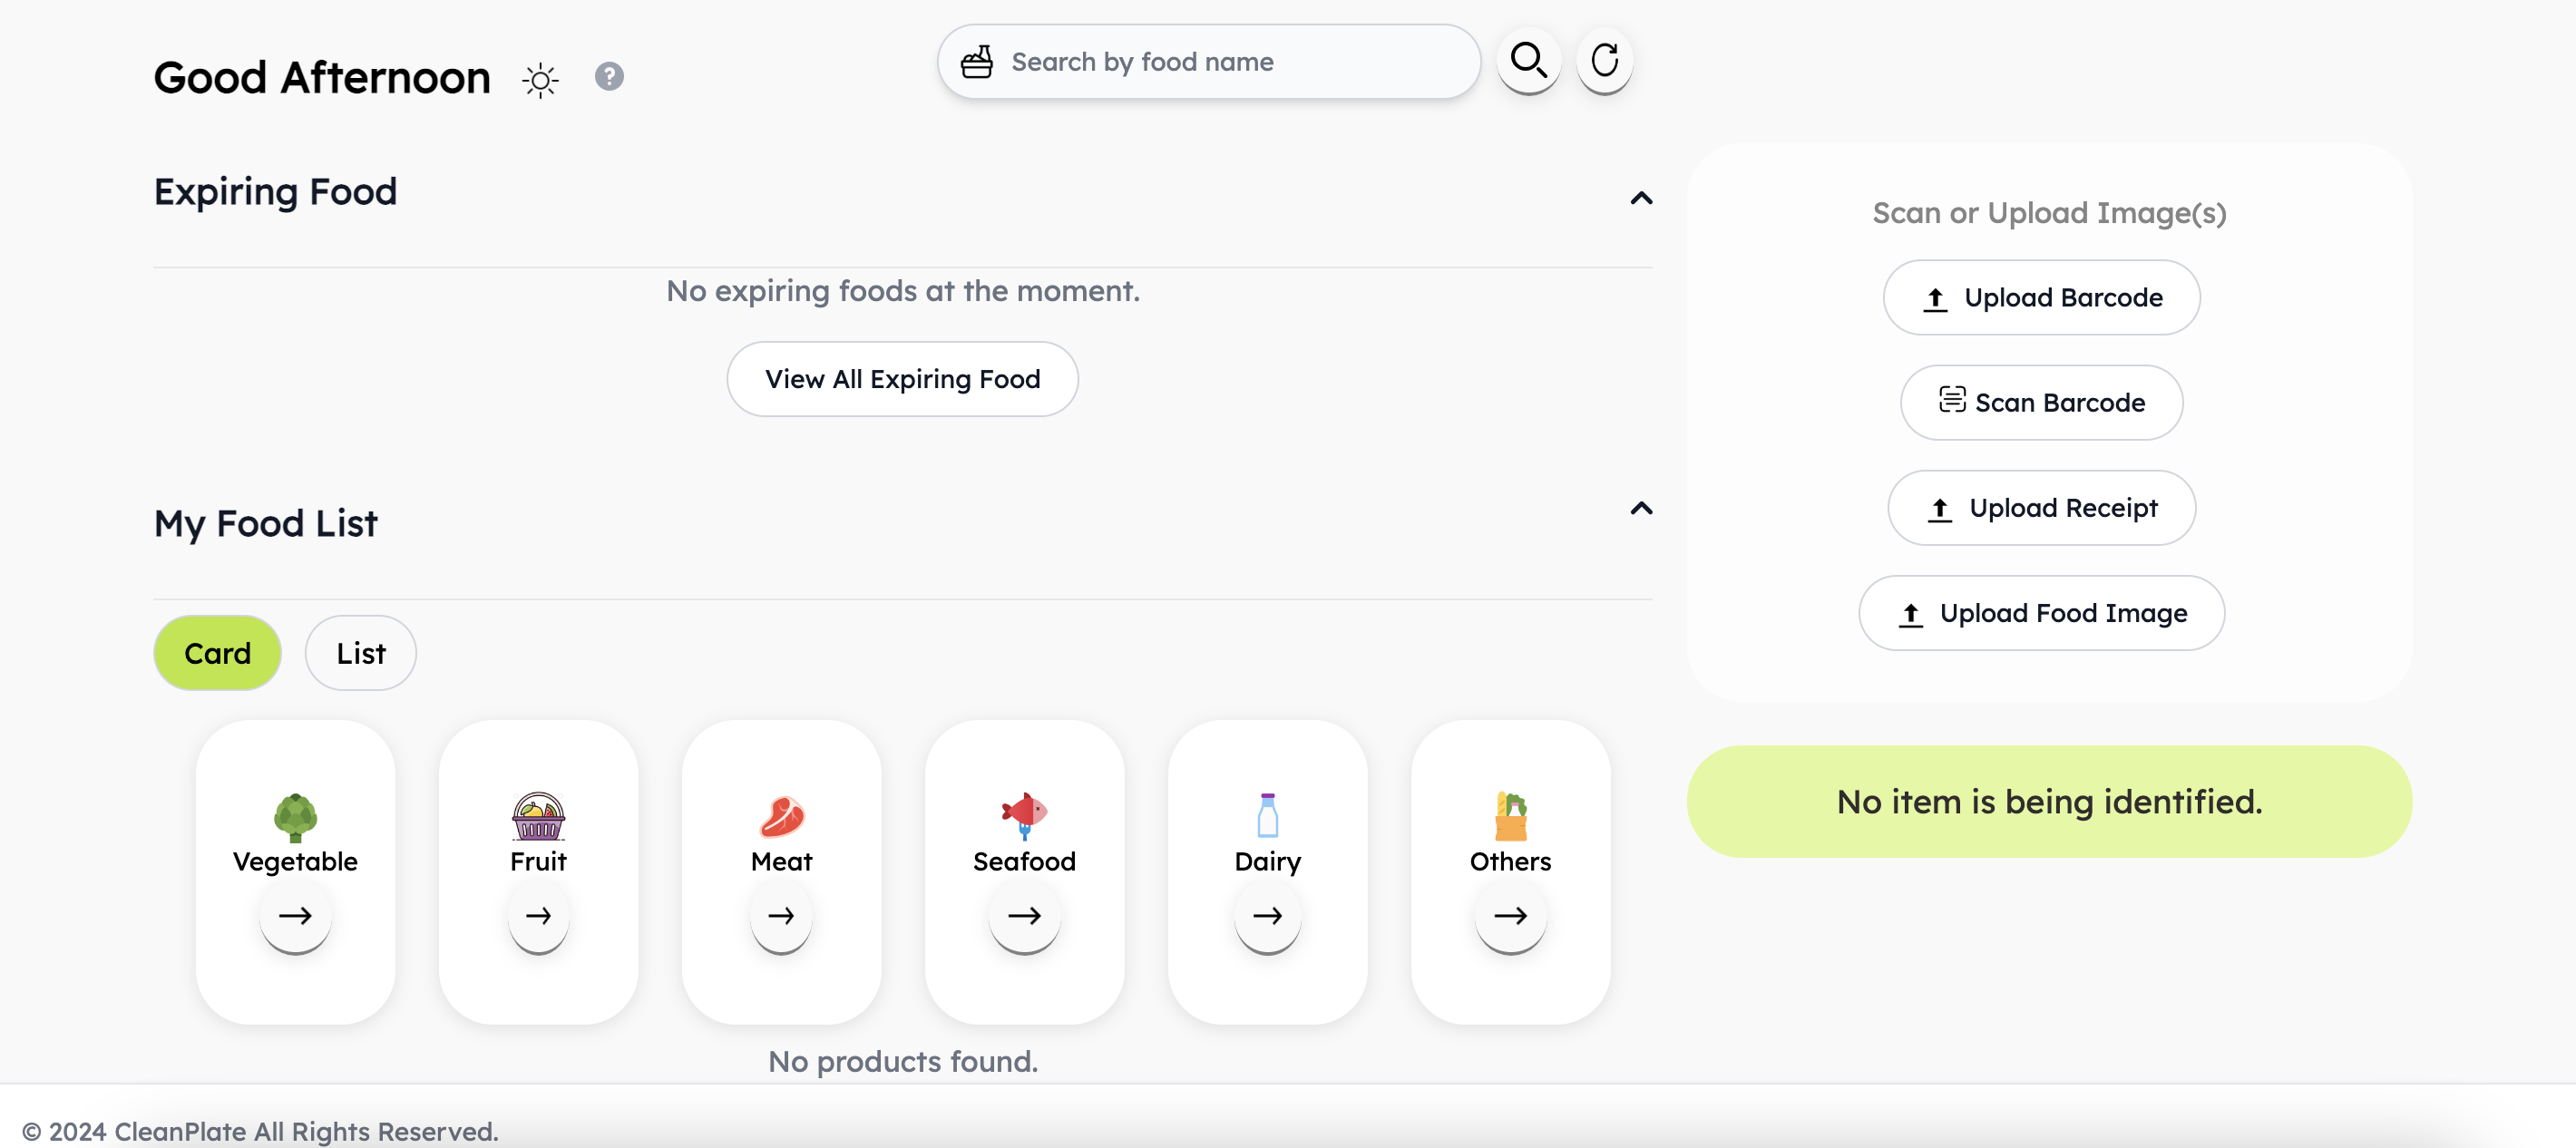 Good Afternoon
?
Search by food name
Expiring Food
No expiring foods at the moment.
View All Expiring Food
My Food List
Card
List
Vegetable
Fruit
Meat
Seafood
Dairy
Others
No products found.
Scan or Upload Image(s)
Upload Barcode
Scan Barcode
Upload Receipt
Upload Food Image
No item is being identified.
© 2024 CleanPlate All Rights Reserved.